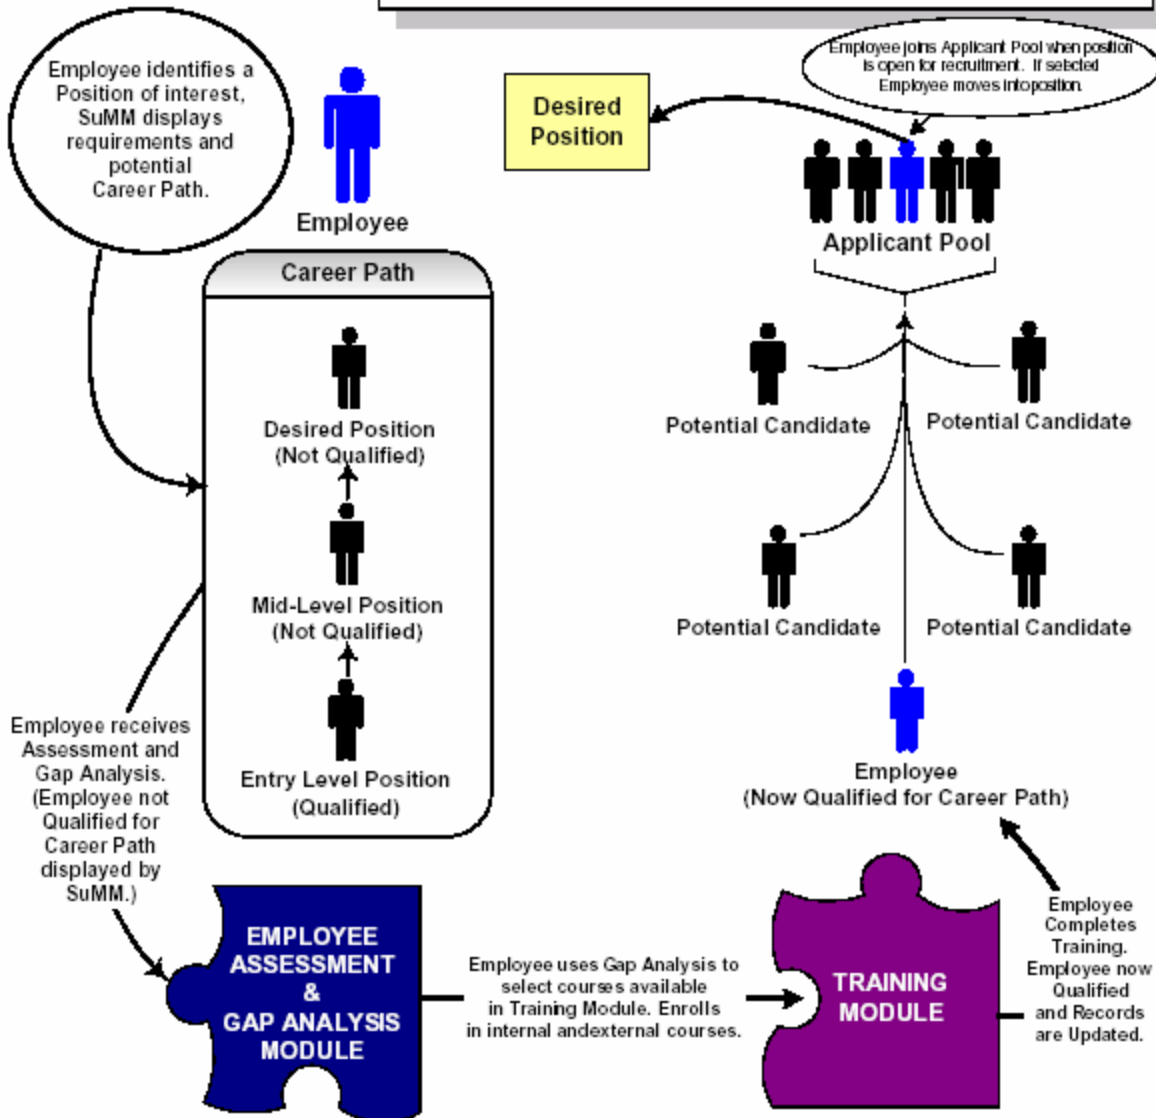 Employee identifies a
Position of interest,
SuMM displays
requirements and
potential
Career Path.
Employee
Career Path
Desired Position
(Not Qualified)
Mid-Level Position
(Not Qualified)
Entry Level Position
(Qualified)
Employee receives
Assessment and
Gap Analysis.
(Employee not
Qualified for
Career Path
displayed by
SuMM.)
EMPLOYEE
ASSESSMENT
&
GAP ANALYSIS
MODULE
Employee uses Gap Analysis to
select courses available
in Training Module. Enrolls
in internal andexternal courses.
TRAINING
MODULE
Employee
Completes
Training.
Employee now
Qualified
and Records
are Updated.
Employee
(Now Qualified for Career Path)
Potential Candidate
Potential Candidate
Potential Candidate
Potential Candidate
Applicant Pool
Employee joins Applicant Pool when position
is open for recruitment. If selected
Employee moves intoposition.
Desired
Position